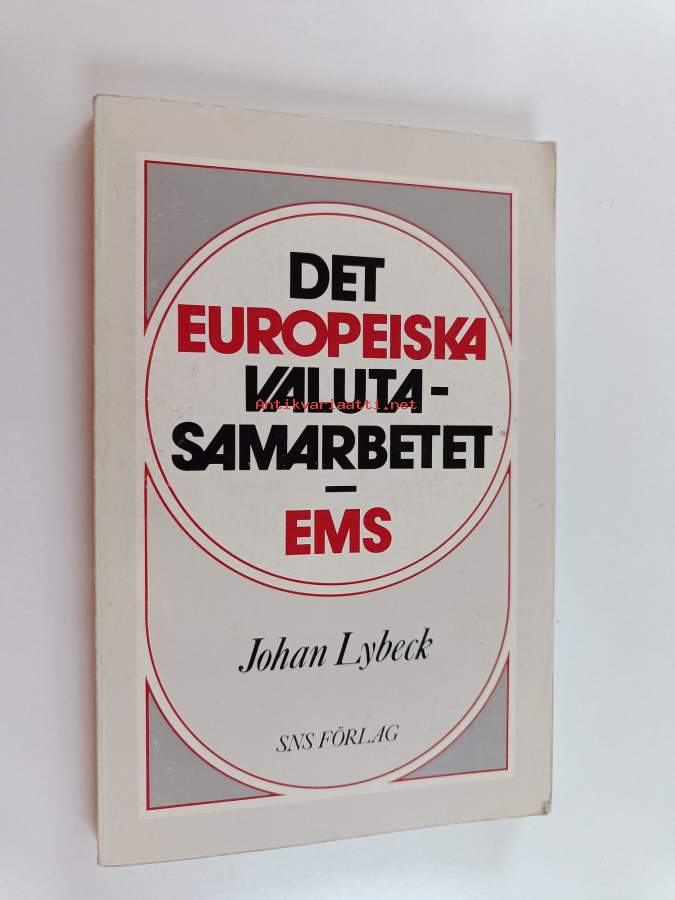 DET
EUROPEISKA
VALUTA-
Antikvariaatti.net
SAMARBETET
—
EMS
Johan Lybeck
SNS FÖRLAG